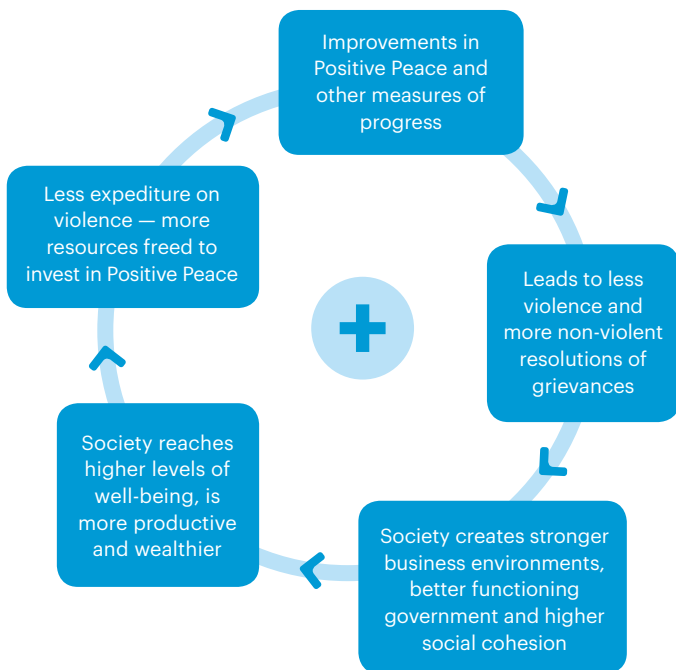 Improvements in
Positive Peace and
other measures of
progress
Leads to less
violence and
more non-violent
resolutions of
grievances
Society creates stronger
business environments,
better functioning
government and higher
social cohesion
Society reaches
higher levels of
well-being, is
more productive
and wealthier
Less expediture on
violence — more
resources freed to
invest in Positive Peace